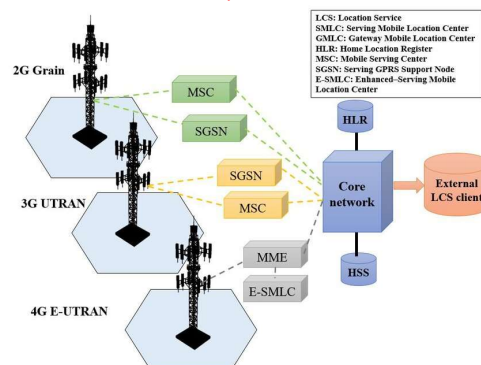 LCS: Location Service
SMLC: Serving Mobile Location Center
GMLC: Gateway Mobile Location Center
HLR: Home Location Register
MSC: Mobile Serving Center
SGSN: Serving GPRS Support Node
E-SMLC: Enhanced–Serving Mobile
Location Center
2G Grain
MSC
SGSN
HLR
3G UTRAN
SGSN
MSC
Core
network
External
LCS client
4G E-UTRAN
MME
E-SMLC
HSS